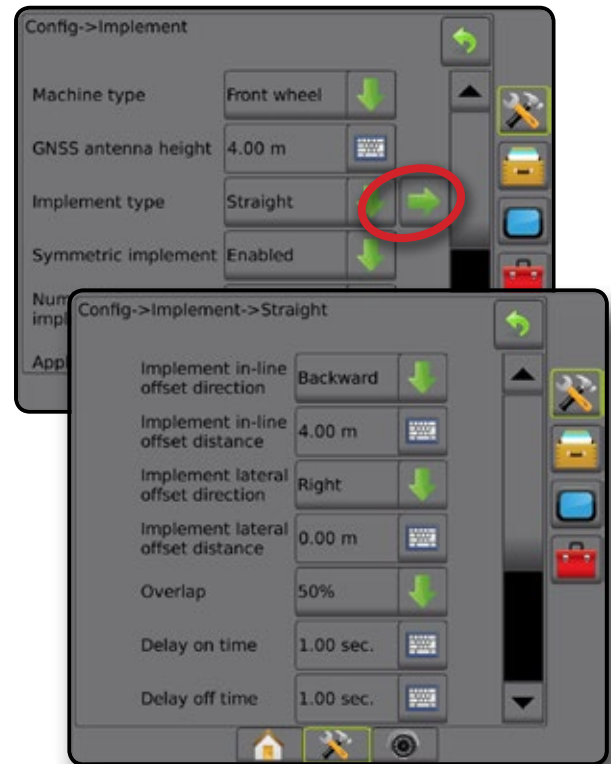 Config->Implement
Machine type Front wheel
GNSS antenna height 4.00 m
Implement type Straight
Symmetric implement Enabled
Config->Implement->Straight
Implement in-line
offset direction Backward
Implement in-line
offset distance 4.00 m
Implement lateral
offset direction Right
Implement lateral
offset distance 0.00 m
Overlap 50%
Delay on time 1.00 sec.
Delay off time 1.00 sec.